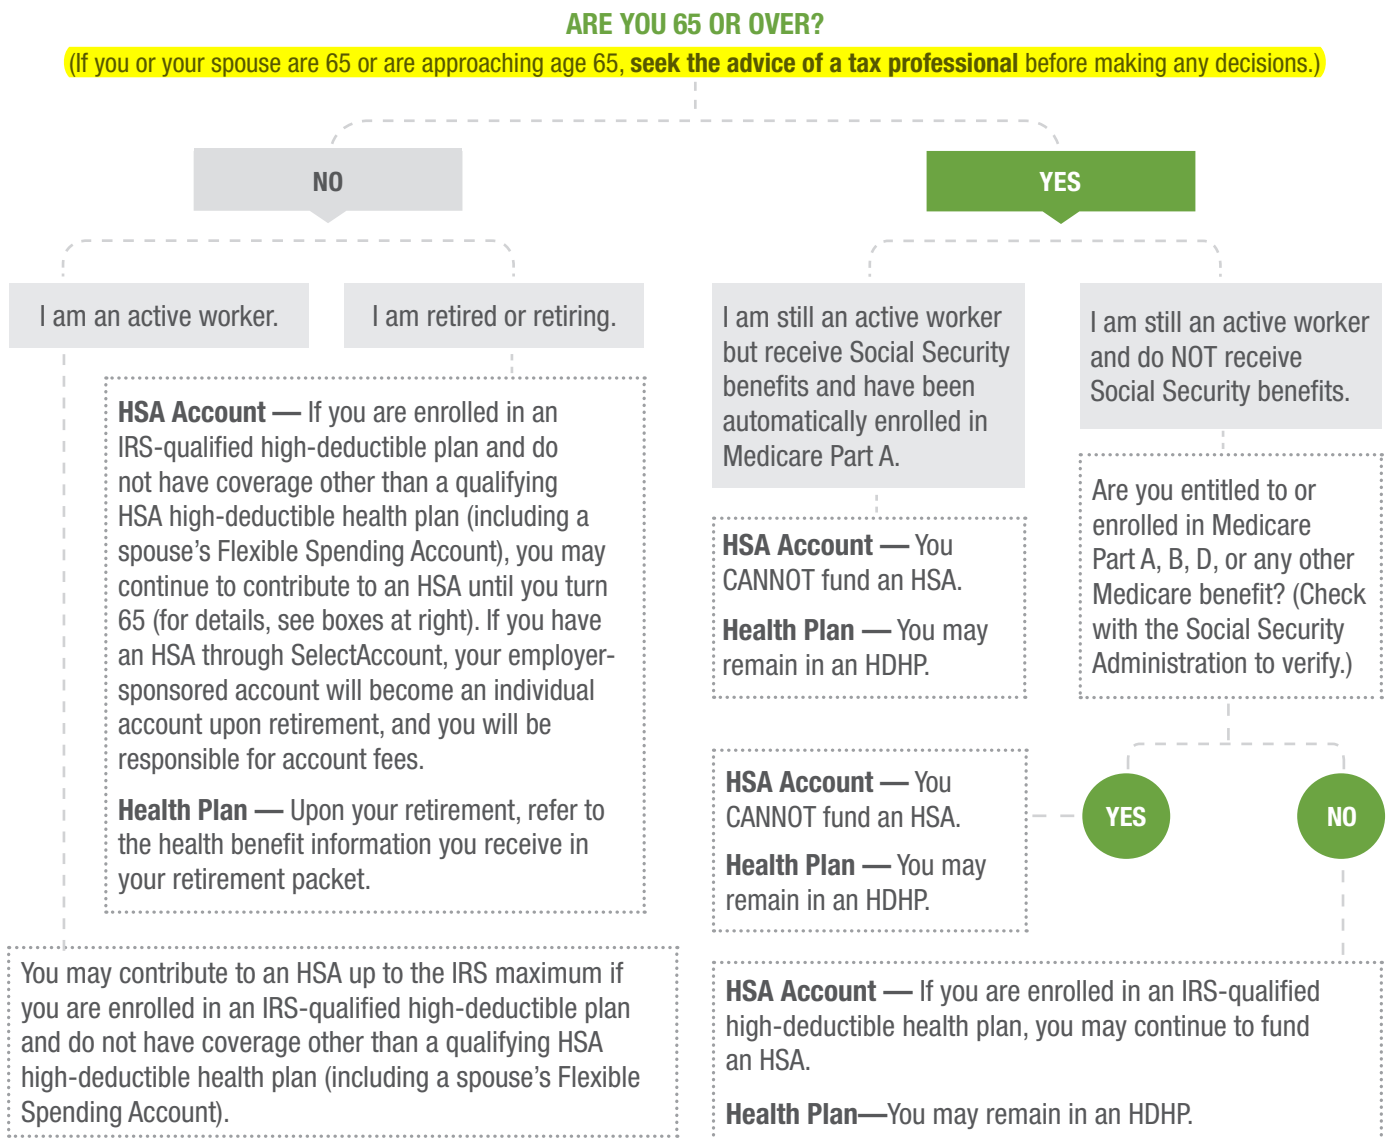 ARE YOU 65 OR OVER?
(If you or your spouse are 65 or are approaching age 65, seek the advice of a tax professional before making any decisions.)
NO
YES
I am an active worker.
I am retired or retiring.
HSA Account — If you are enrolled in an
IRS-qualified high-deductible plan and do
not have coverage other than a qualifying
HSA high-deductible health plan (including a
spouse's Flexible Spending Account), you may
continue to contribute to an HSA until you turn
65 (for details, see boxes at right). If you have
an HSA through SelectAccount, your employer-
sponsored account will become an individual
account upon retirement, and you will be
responsible for account fees.
Health Plan — Upon your retirement, refer to
the health benefit information you receive in
your retirement packet.
You may contribute to an HSA up to the IRS maximum if
you are enrolled in an IRS-qualified high-deductible plan
and do not have coverage other than a qualifying HSA
high-deductible health plan (including a spouse's Flexible
Spending Account).
I am still an active worker
but receive Social Security
benefits and have been
automatically enrolled in
Medicare Part A.
HSA Account — You
CANNOT fund an HSA.
Health Plan — You may
remain in an HDHP.
I am still an active worker
and do NOT receive
Social Security benefits.
Are you entitled to or
enrolled in Medicare
Part A, B, D, or any other
Medicare benefit? (Check
with the Social Security
Administration to verify.)
YES
NO
HSA Account — You
CANNOT fund an HSA.
Health Plan — You may
remain in an HDHP.
HSA Account — If you are enrolled in an IRS-qualified
high-deductible health plan, you may continue to fund
an HSA.
Health Plan—You may remain in an HDHP.